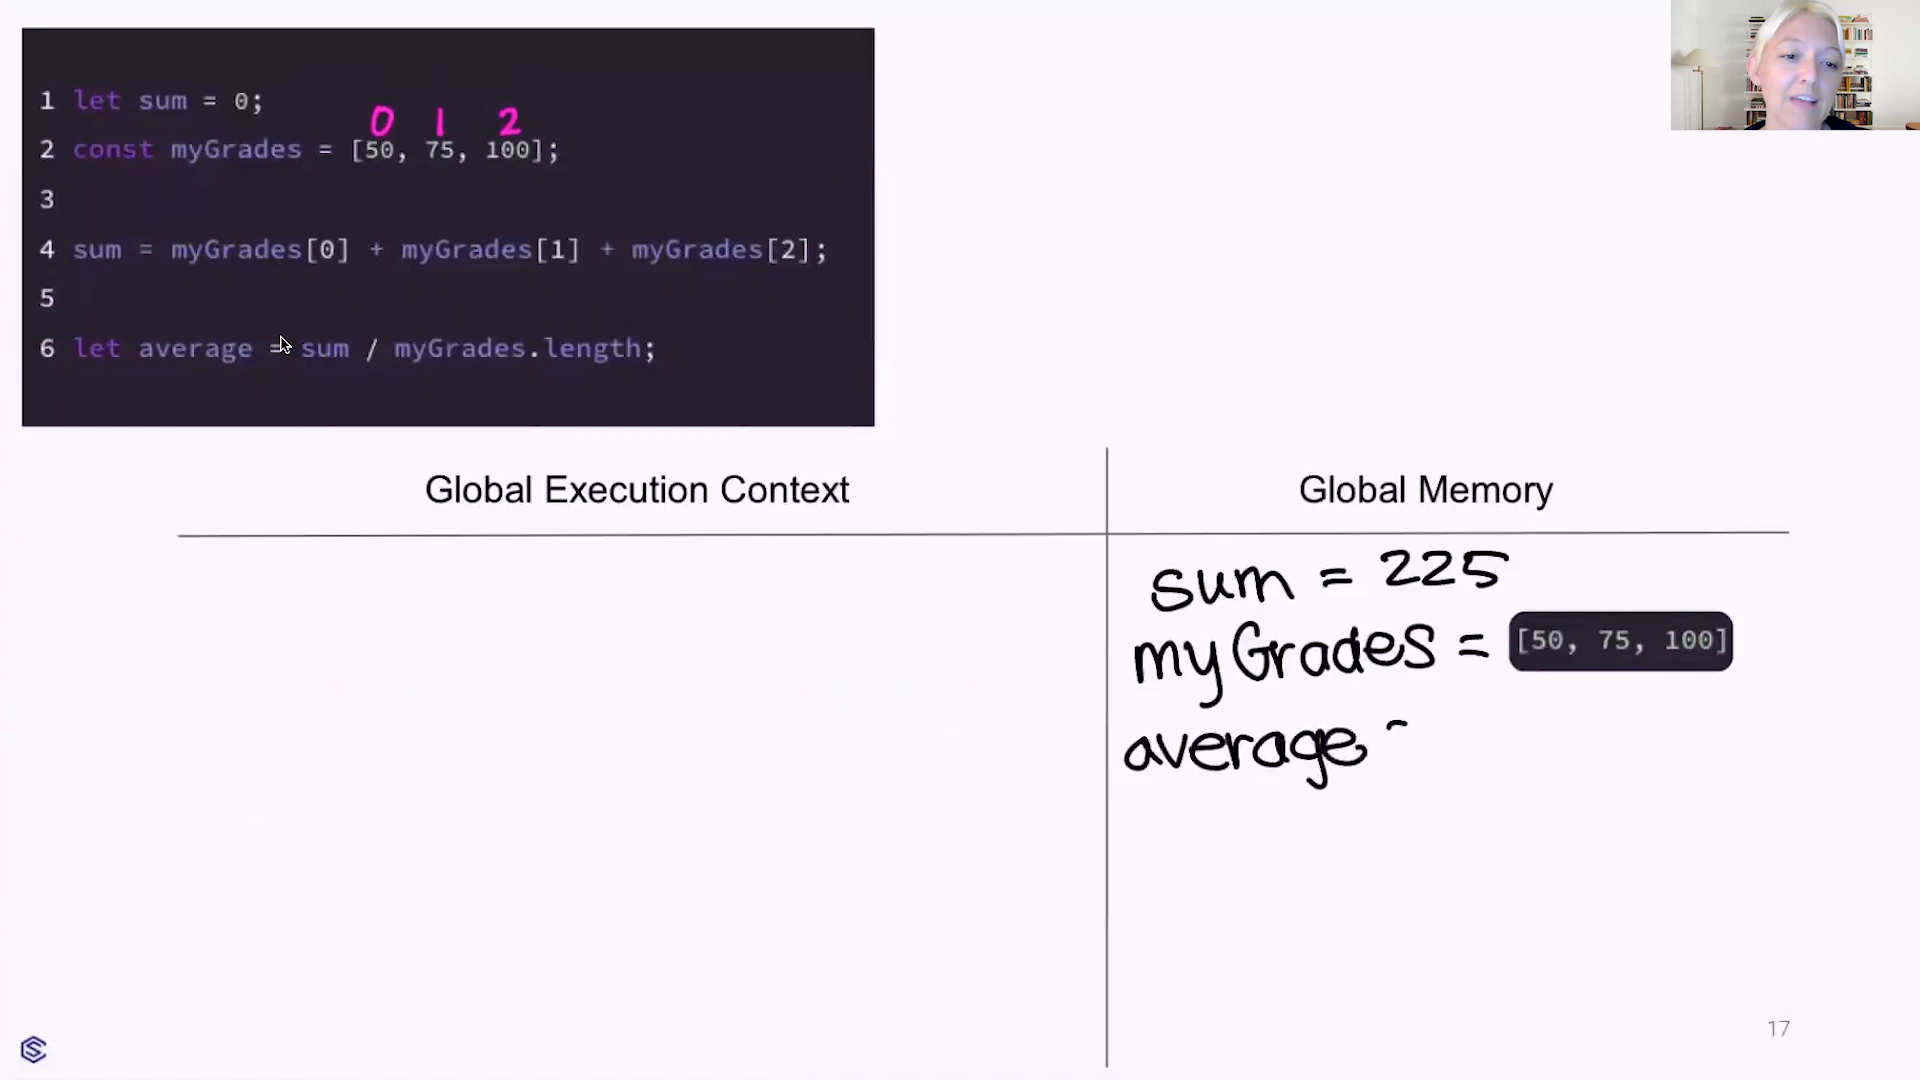 1 let sum = 0;
0 1 2
2 const myGrades = [50, 75, 100];
3
4 sum = myGrades[0] + myGrades[1] + myGrades[2];
5
6 let average = sum / myGrades.length;
Global Execution Context
Global Memory
sum = 225
myGrades = [50, 75, 100]
average -
17